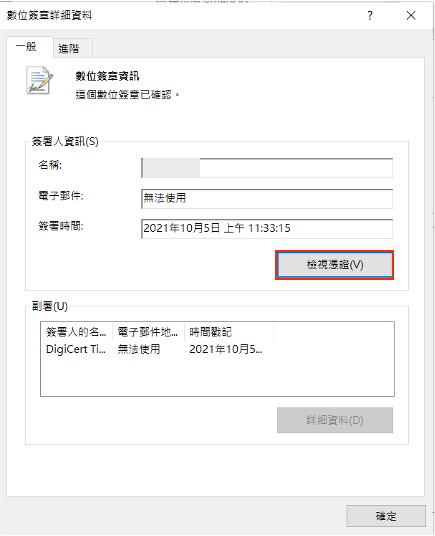 數位簽章詳細資料
一般
進階
數位簽章資訊
這個數位簽章已確認。
簽署人資訊(S)
名稱:
電子郵件:
無法使用
簽署時間:
2021年10月5日 上午 11:33:15
檢視憑證(V)
副署(U)
簽署人的名... 電子郵件地... 時間戳記
DigiCert Ti... 無法使用 2021年10月5...
詳細資料(D)
確定